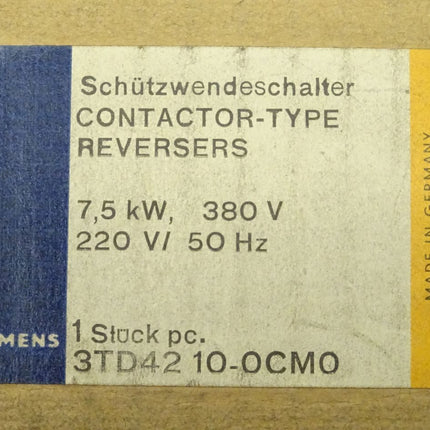 Schützwendeschalter
CONTACTOR-TYPE
REVERSERS
7,5 kW, 380 V
220 V/ 50 Hz
1 Stück pc.
3TD42 10-0CM0
MENS
MADE IN GERMANY